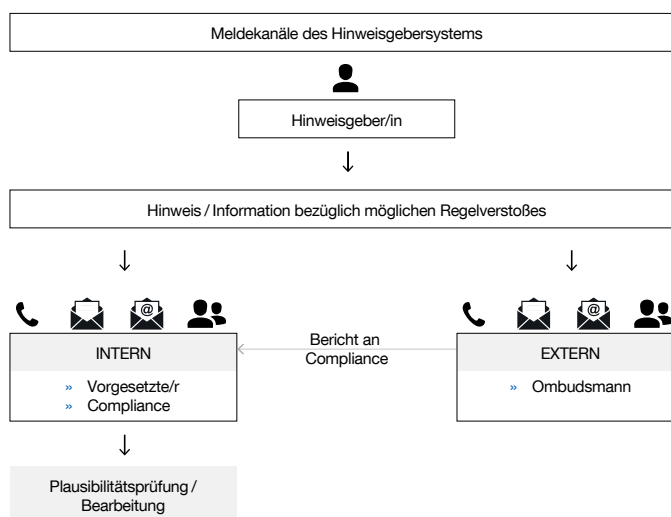 Meldekanäle des Hinweisgebersystems
Hinweisgeber/in
Hinweis / Information bezüglich möglichen Regelverstoßes
@
@
INTERN
» Vorgesetzte/r
» Compliance
Bericht an
Compliance
EXTERN
» Ombudsmann
Plausibilitätsprüfung /
Bearbeitung